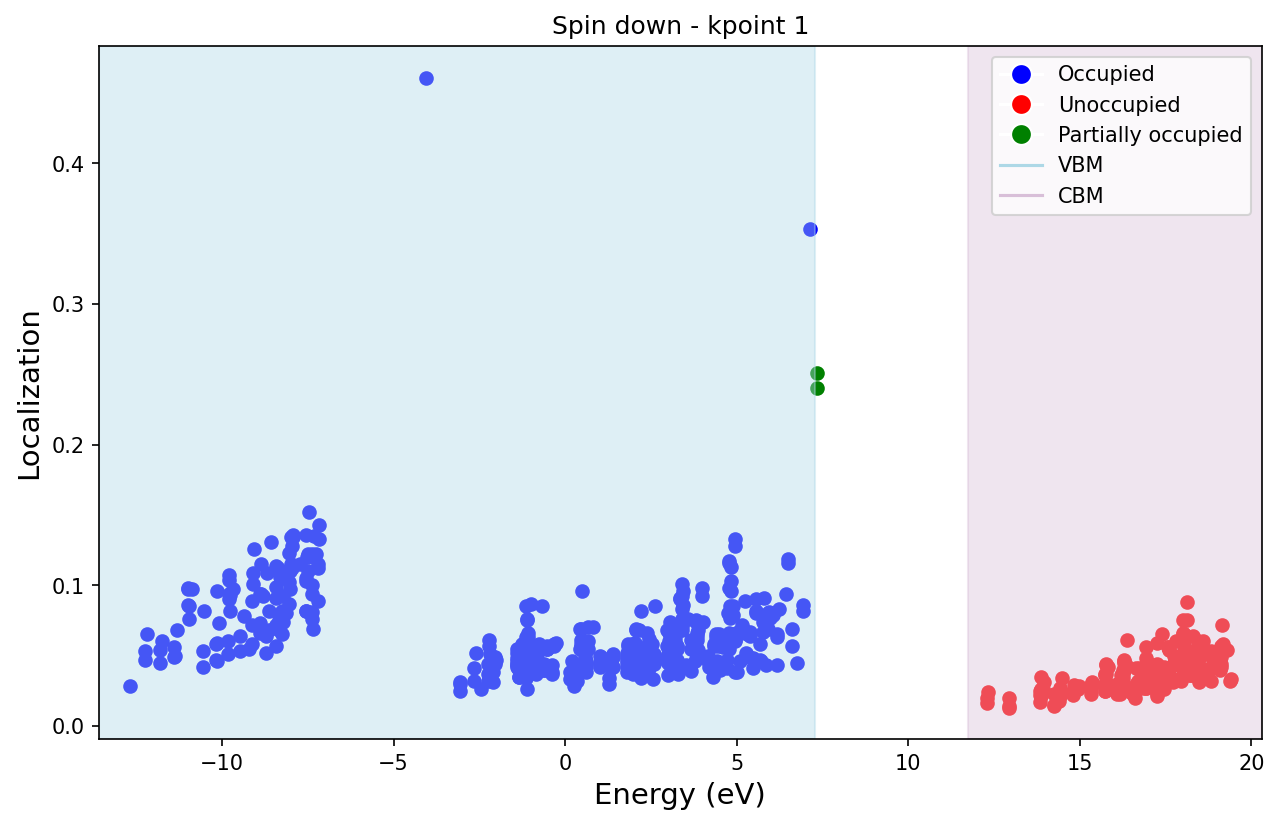 Spin down - kpoint 1
Localization
0.4
0.3
0.2
0.1
0.0
Occupied
Unoccupied
Partially occupied
VBM
CBM
−10
−5
0
5
10
15
20
Energy (eV)